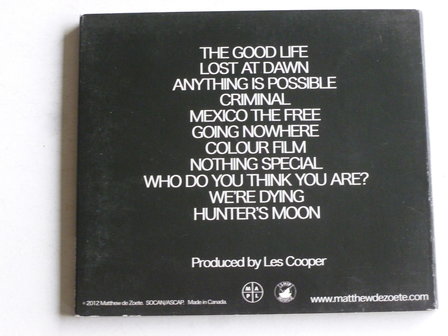 THE GOOD LIFE
LOST AT DAWN
ANYTHING IS POSSIBLE
CRIMINAL
MEXICO THE FREE
GOING NOWHERE
COLOUR FILM
NOTHING SPECIAL
WHO DO YOU THINK YOU ARE?
WE'RE DYING
HUNTER'S MOON
Produced by Les Cooper
© 2012 Matthew de Zoete. SOCAN/ASCAP. Made in Canada.
M A P L
www.matthewdezoete.com